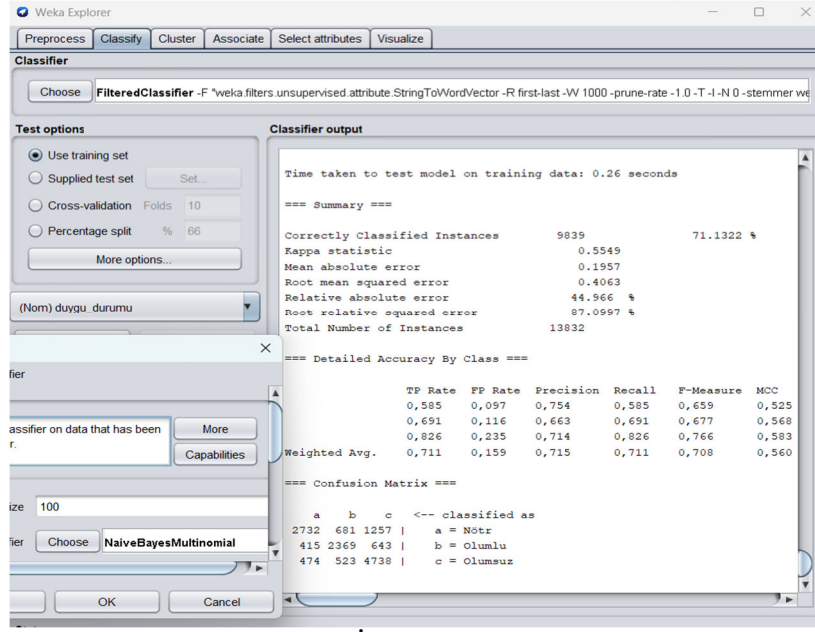 Weka Explorer
Preprocess Classify Cluster Associate Select attributes Visualize
Classifier
Choose FilteredClassifier -F "weka.filters.unsupervised.attribute.StringToWordVector -R first-last -W 1000 -prune-rate -1.0 -T -I -N 0 -stemmer we
Test options
Use training set
Supplied test set Set...
Cross-validation Folds 10
Percentage split % 66
More options...
(Nom) duygu_durumu
fier
assifier on data that has been
r.
More
Capabilities
ize 100
fier Choose NaiveBayesMultinomial
OK Cancel
Classifier output
Time taken to test model on training data: 0.26 seconds
=== Summary ===
Correctly Classified Instances 9839 71.1322 %
Kappa statistic 0.5549
Mean absolute error 0.1957
Root mean squared error 0.4063
Relative absolute error 44.966 %
Root relative squared error 87.0997 %
Total Number of Instances 13832
=== Detailed Accuracy By Class ===
TP Rate FP Rate Precision Recall F-Measure MCC
0,585 0,097 0,754 0,585 0,659 0,525
0,691 0,116 0,663 0,691 0,677 0,568
0,826 0,235 0,714 0,826 0,766 0,583
Weighted Avg. 0,711 0,159 0,715 0,711 0,708 0,560
=== Confusion Matrix ===
a b c <-- classified as
2732 681 1257 | a = Nötr
415 2369 643 | b = Olumlu
474 523 4738 | c = Olumsuz